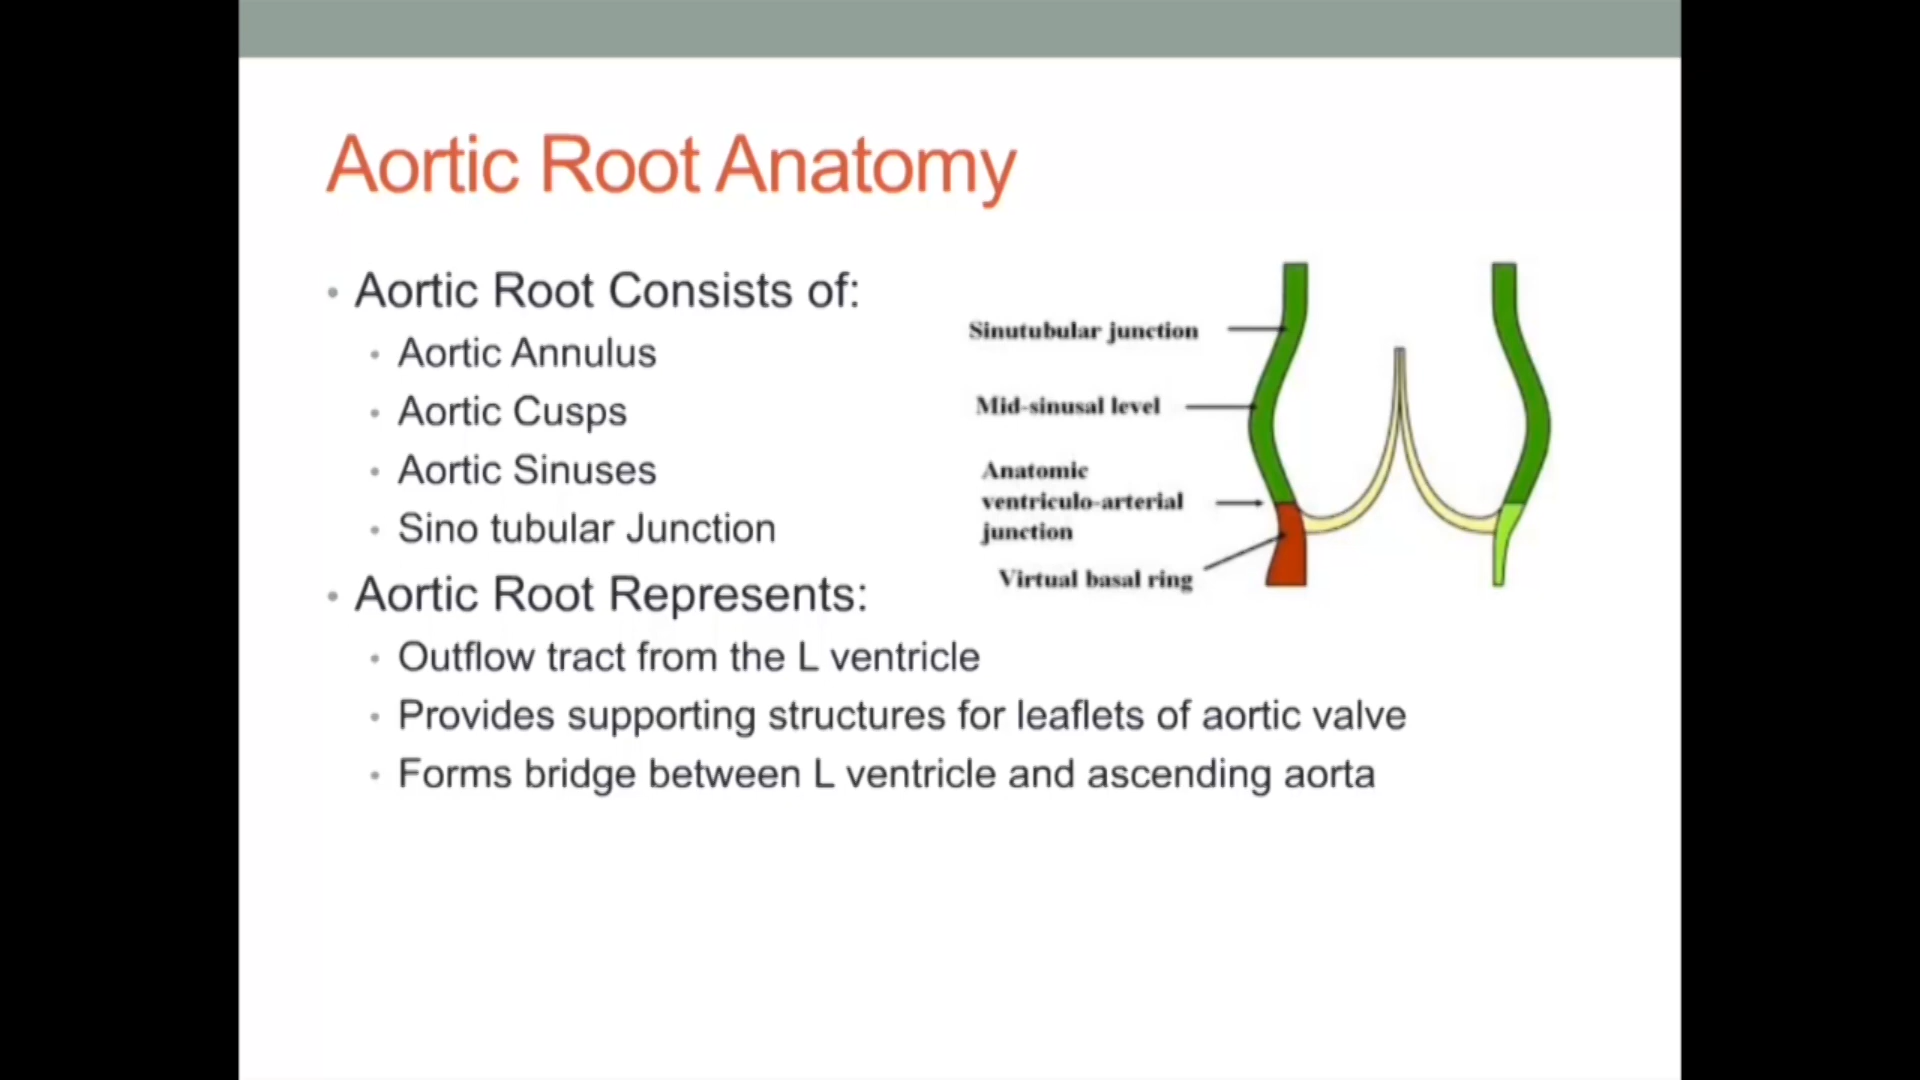 Aortic Root Anatomy
• Aortic Root Consists of:
• Aortic Annulus
• Aortic Cusps
• Aortic Sinuses
• Sino tubular Junction
• Aortic Root Represents:
• Outflow tract from the L ventricle
• Provides supporting structures for leaflets of aortic valve
• Forms bridge between L ventricle and ascending aorta
Sinutubular junction
Mid-sinusal level
Anatomic
ventriculo-arterial
junction
Virtual basal ring